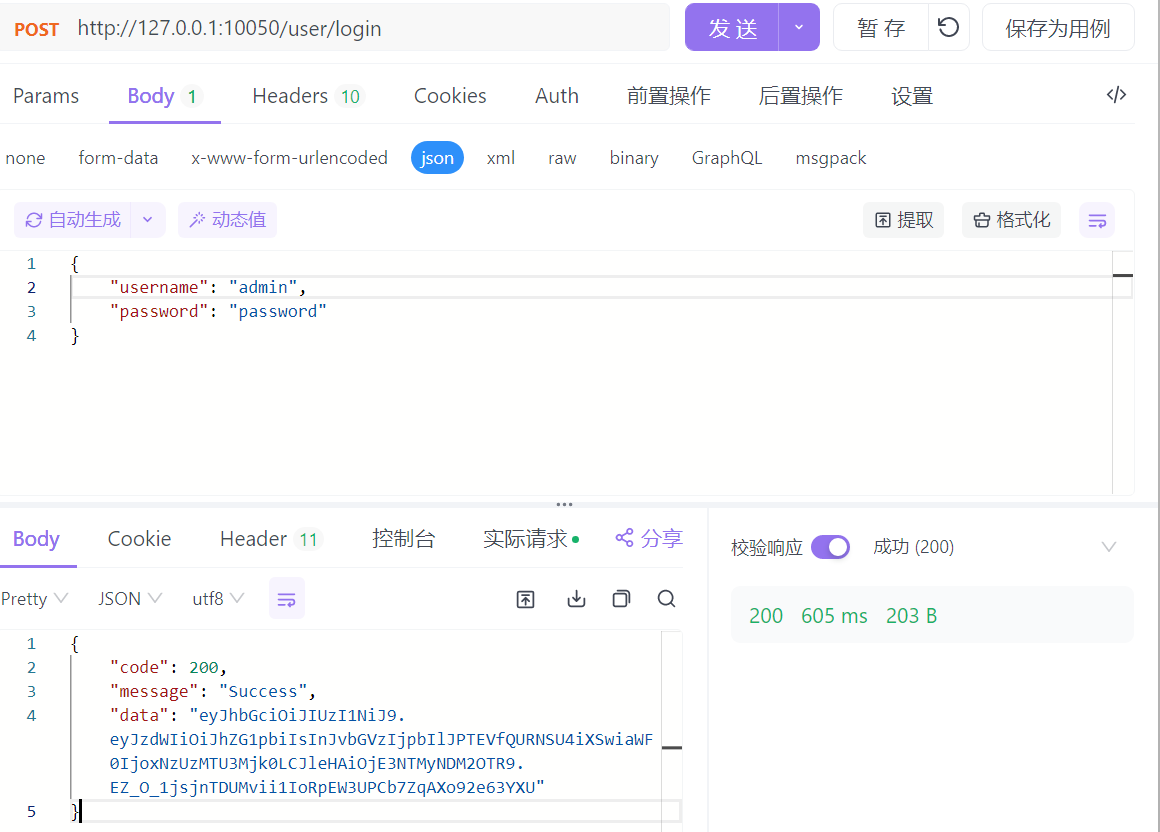 POST http://127.0.0.1:10050/user/login 发 送 暂 存 保存为用例
Params Body 1 Headers 10 Cookies Auth 前置操作 后置操作 设置
none form-data x-www-form-urlencoded json xml raw binary GraphQL msgpack
自动生成 动态值 提取 格式化
1 {
2 "username": "admin",
3 "password": "password"
4 }
Body Cookie Header 11 控制台 实际请求 分享
校验响应 成功 (200)
Pretty JSON utf8
200 605 ms 203 B
1 {
2 "code": 200,
3 "message": "Success",
4 "data": "eyJhbGciOiJIUzI1NiJ9.
eyJzdWIiOiJhZG1pbiIsInJvbGVzIjpbIlJPTEVfQURNSU4iXSwiaWF
0IjoxNzUzMTU3Mjk0LCJleHAiOjE3NTMyNDM2OTR9.
EZ_O_1jsjnTDUMvii1IoRpEW3UPCb7ZqAXo92e63YXU"
5 }